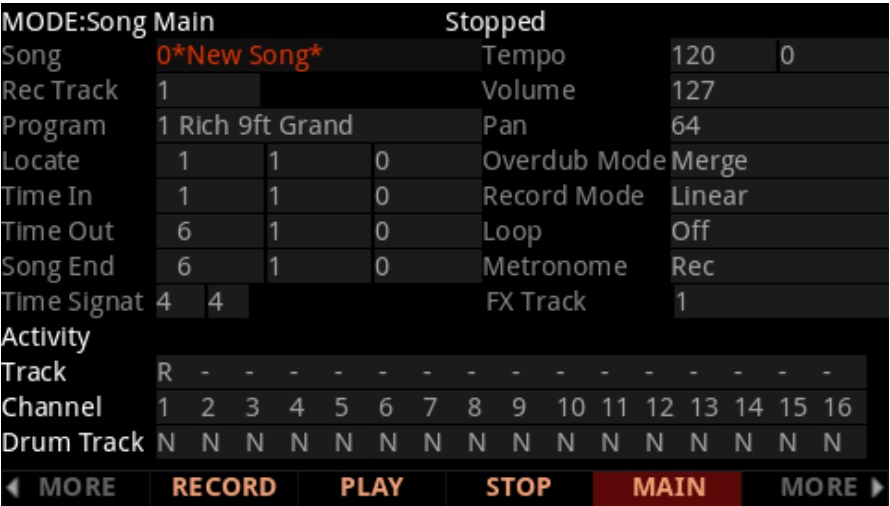 MODE:Song Main Stopped
Song 0*New Song* Tempo 120 0
Rec Track 1 Volume 127
Program 1 Rich 9ft Grand Pan 64
Locate 1 1 0 Overdub Mode Merge
Time In 1 1 0 Record Mode Linear
Time Out 6 1 0 Loop Off
Song End 6 1 0 Metronome Rec
Time Signat 4 4 FX Track 1
Activity
Track R - - - - - - - - - - - - - - -
Channel 1 2 3 4 5 6 7 8 9 10 11 12 13 14 15 16
Drum Track N N N N N N N N N N N N N N N N
MORE RECORD PLAY STOP MAIN MORE